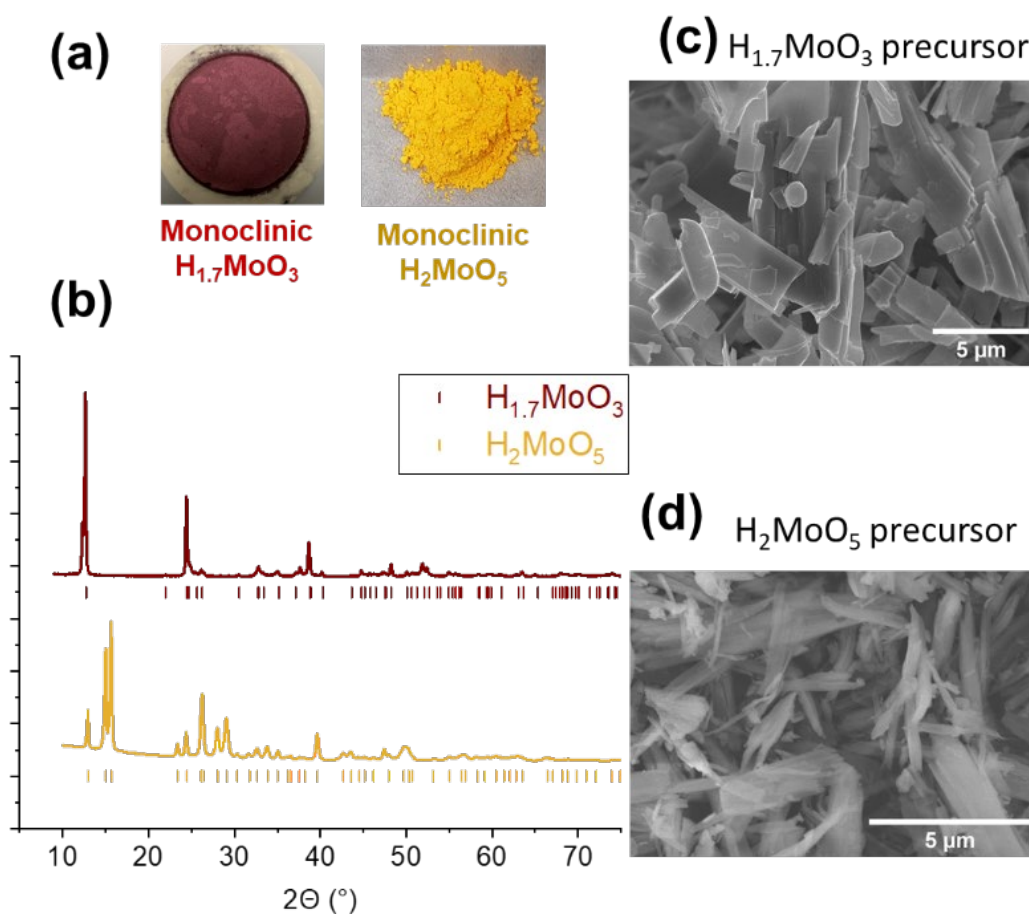 (a)
Monoclinic
H₁.₇MoO₃
Monoclinic
H₂MoO₅
(b)
H₁.₇MoO₃
H₂MoO₅
10 20 30 40 50 60 70
2Θ (°)
(c) H₁.₇MoO₃ precursor
5 µm
(d) H₂MoO₅ precursor
5 µm